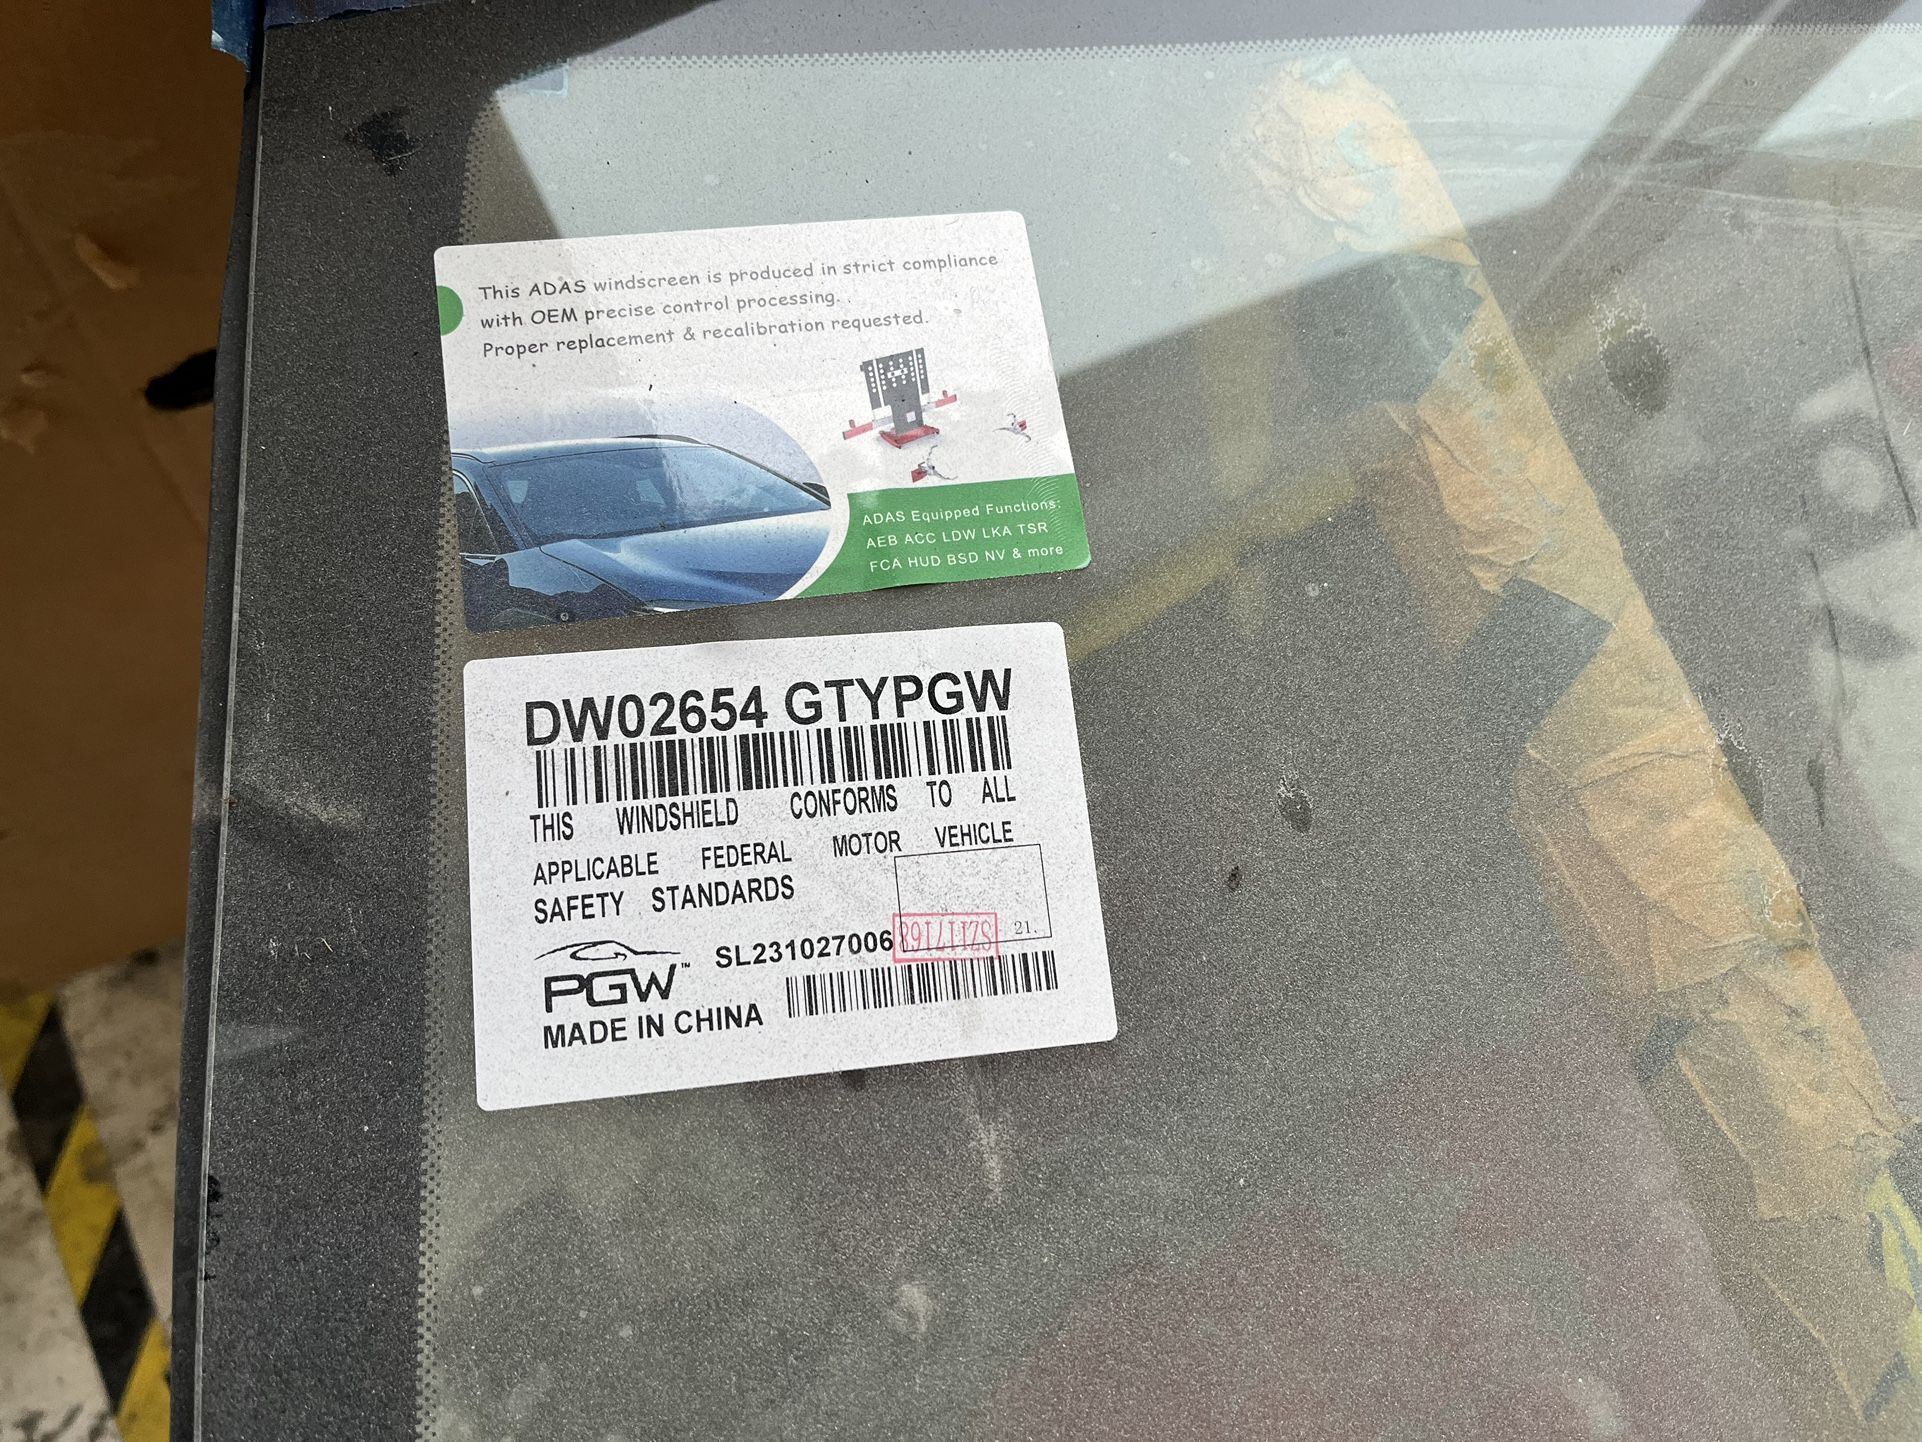 This ADAS windscreen is produced in strict compliance
with OEM precise control processing.
Proper replacement & recalibration requested.
ADAS Equipped Functions:
AEB ACC LDW LKA TSR
FCA HUD BSD NV & more
DW02654 GTYPGW
THIS WINDSHIELD CONFORMS TO ALL
APPLICABLE FEDERAL MOTOR VEHICLE
SAFETY STANDARDS
PGW™ SL231027006
21.
MADE IN CHINA